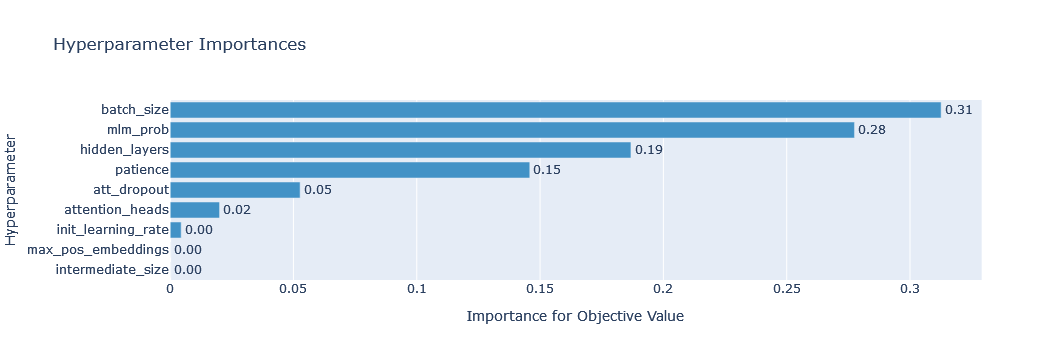 Hyperparameter Importances
Hyperparameter
batch_size 0.31
mlm_prob 0.28
hidden_layers 0.19
patience 0.15
att_dropout 0.05
attention_heads 0.02
init_learning_rate 0.00
max_pos_embeddings 0.00
intermediate_size 0.00
0 0.05 0.1 0.15 0.2 0.25 0.3
Importance for Objective Value